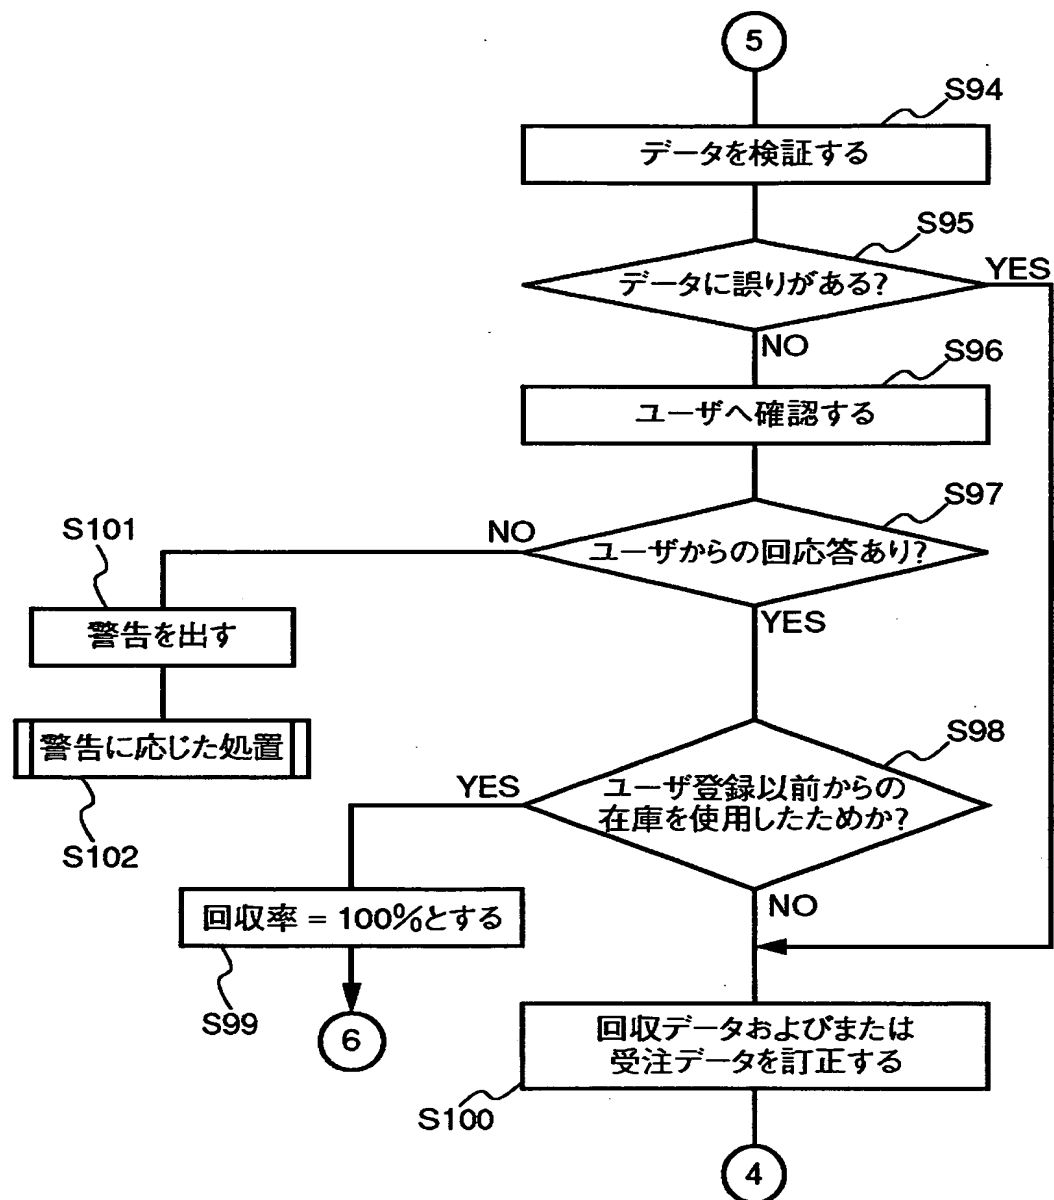 5
S94
データを検証する
S95
データに誤りがある?
YES
NO
S96
ユーザへ確認する
S97
ユーザからの回応答あり?
NO
YES
S101
警告を出す
警告に応じた処置
S102
S98
ユーザ登録以前からの
在庫を使用したためか?
YES
NO
回収率 = 100%とする
S99
6
回収データおよびまたは
受注データを訂正する
S100
4